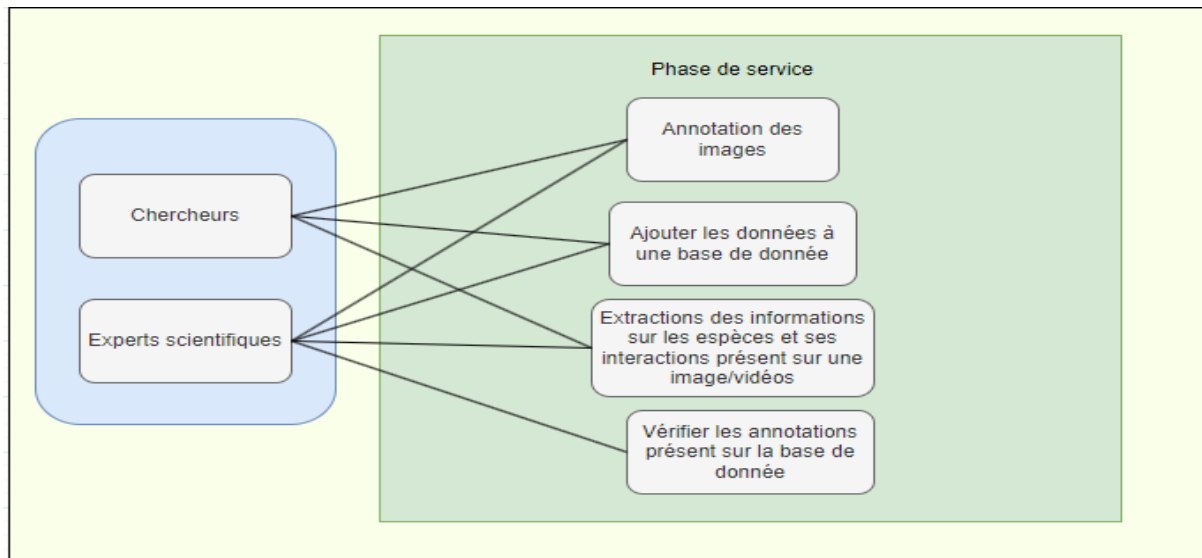 Phase de service
Annotation des
images
Chercheurs
Ajouter les données à
une base de donnée
Experts scientifiques
Extractions des informations
sur les espèces et ses
interactions présent sur une
image/vidéos
Vérifier les annotations
présent sur la base de
donnée